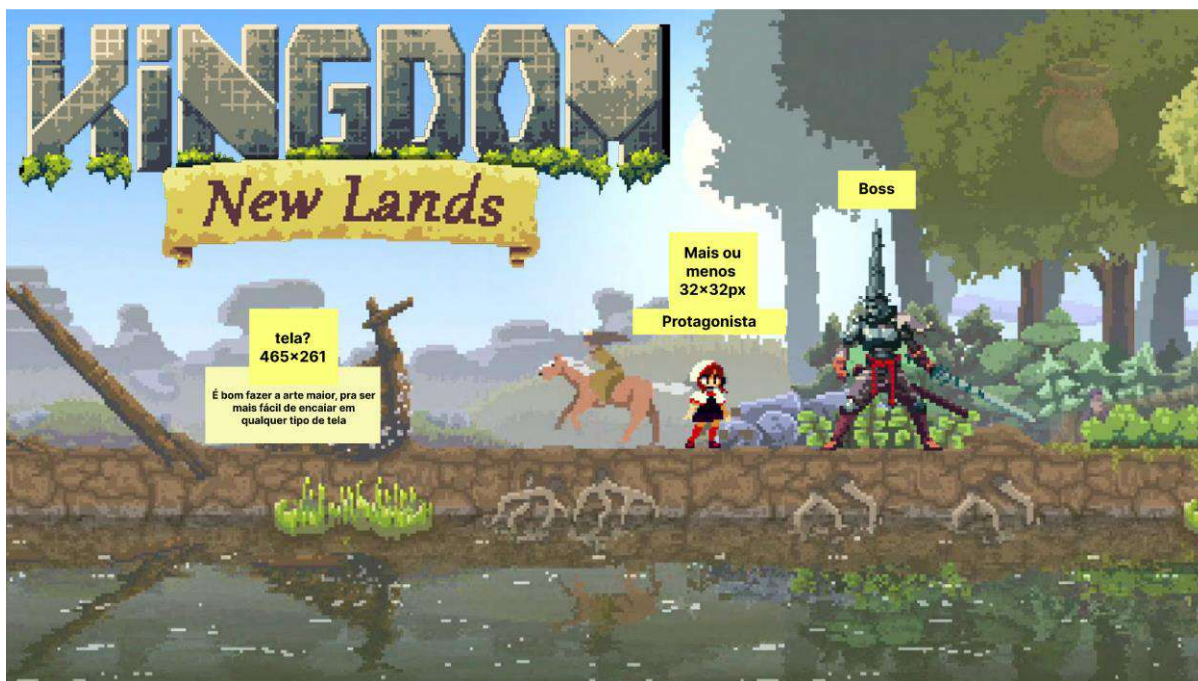 KINGDOM
New Lands
Boss
Mais ou
menos
32×32px
Protagonista
tela?
465×261
É bom fazer a arte maior, pra ser
mais fácil de encaiar em
qualquer tipo de tela